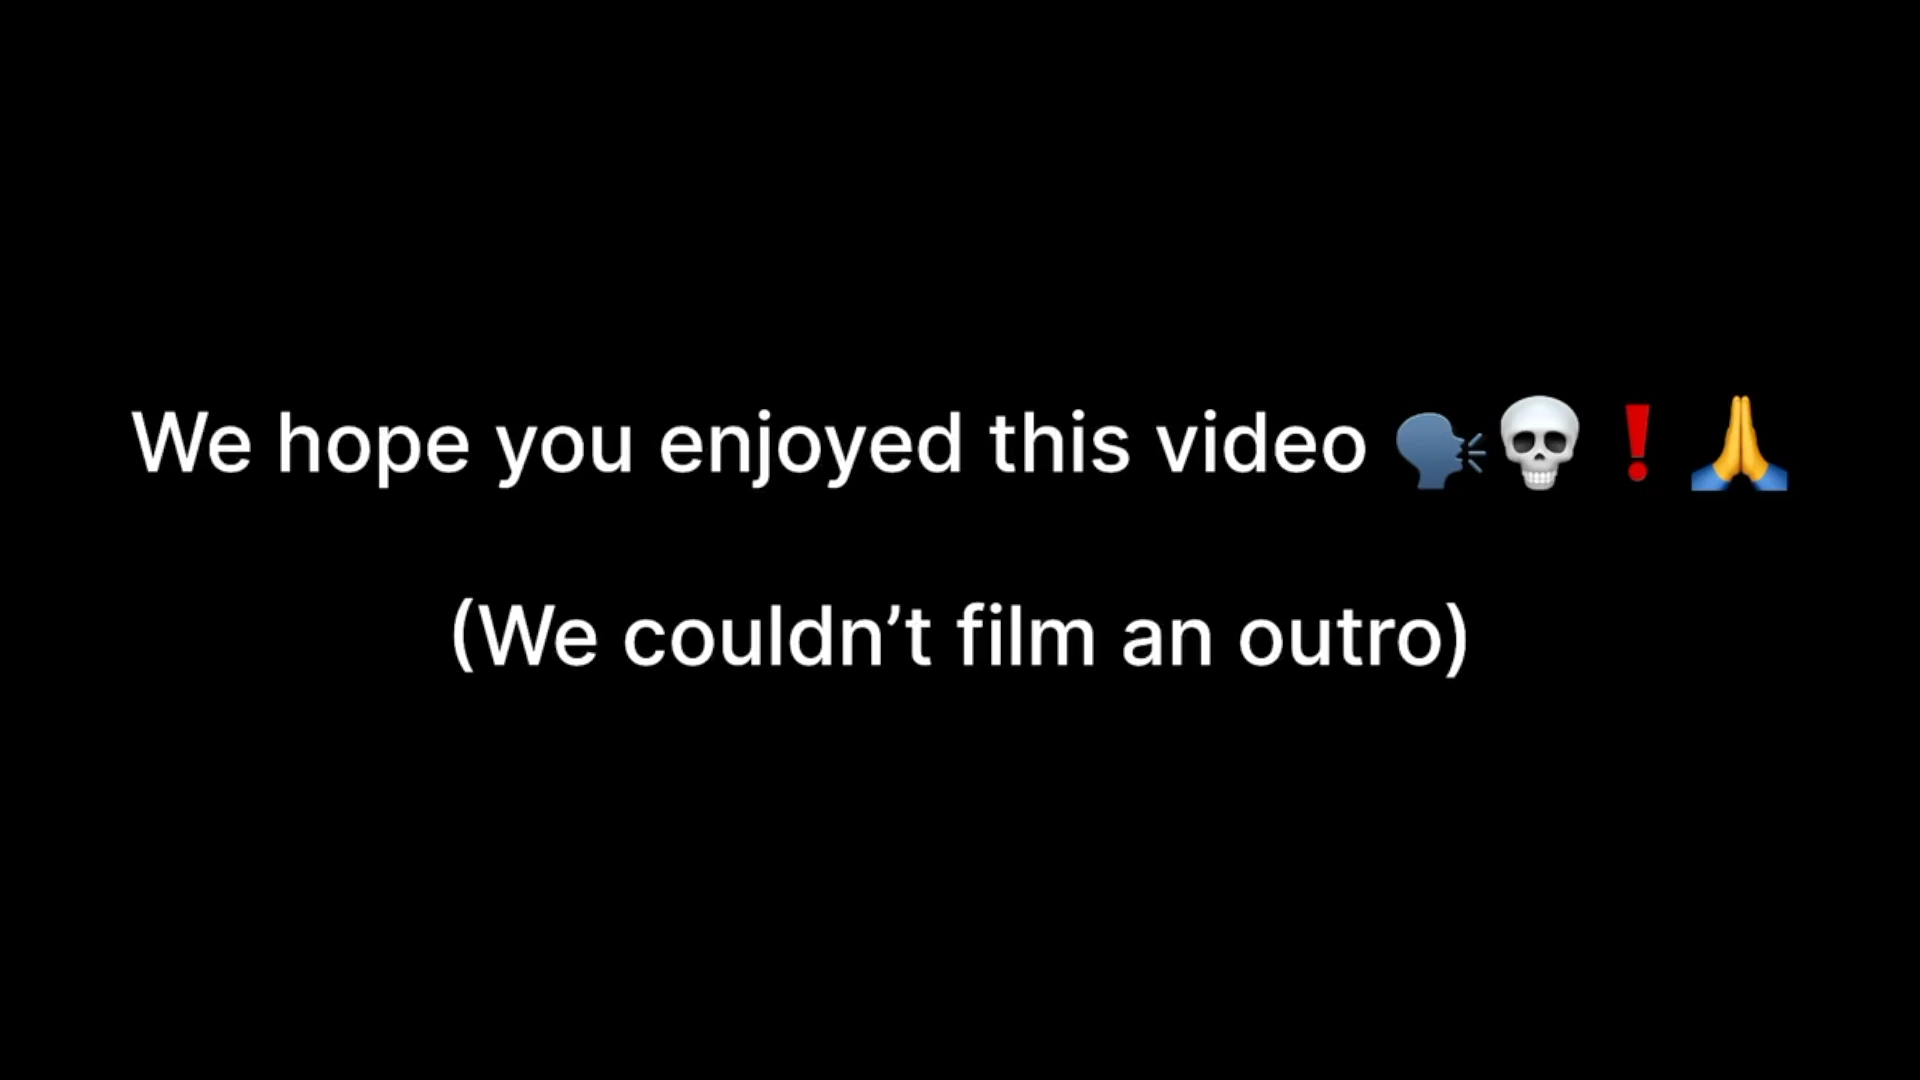 We hope you enjoyed this video 🗣️💀❗🙏
(We couldn’t film an outro)